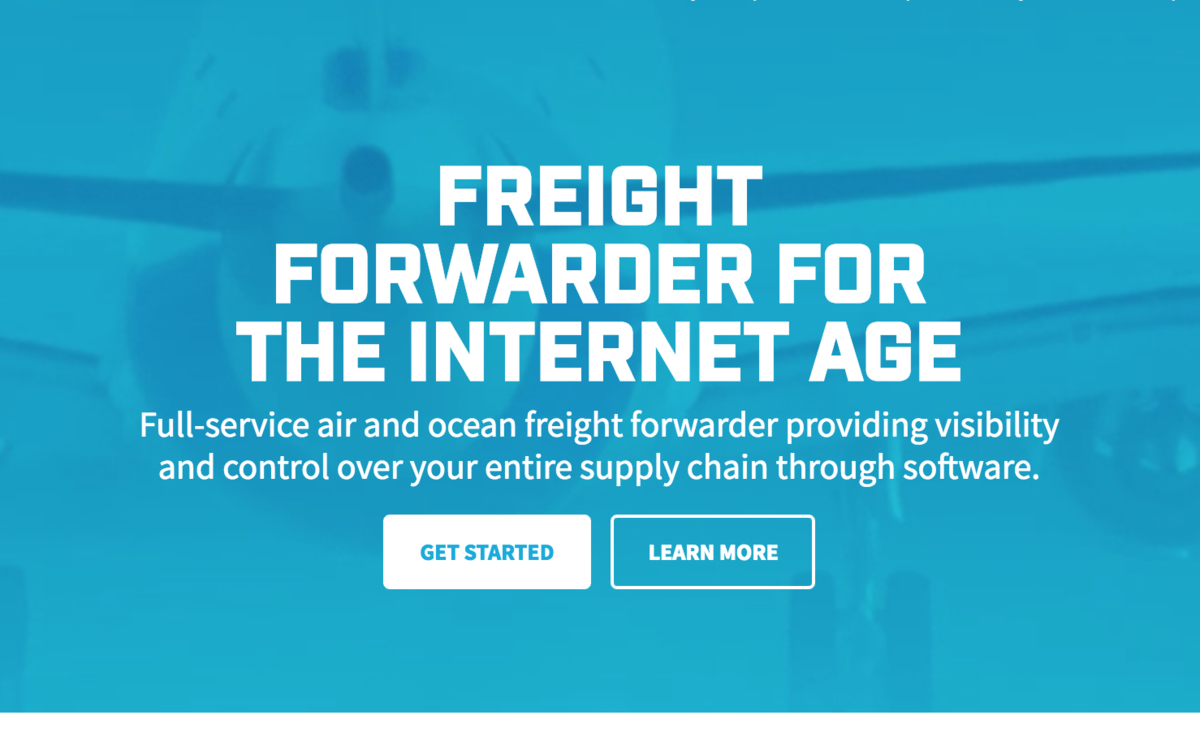 FREIGHT
FORWARDER FOR
THE INTERNET AGE
Full-service air and ocean freight forwarder providing visibility
and control over your entire supply chain through software.
GET STARTED
LEARN MORE